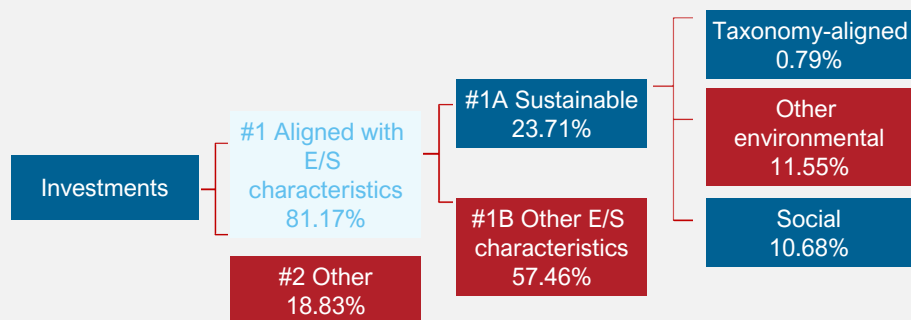 Investments
#1 Aligned with
E/S
characteristics
81.17%
#2 Other
18.83%
#1A Sustainable
23.71%
#1B Other E/S
characteristics
57.46%
Taxonomy-aligned
0.79%
Other
environmental
11.55%
Social
10.68%